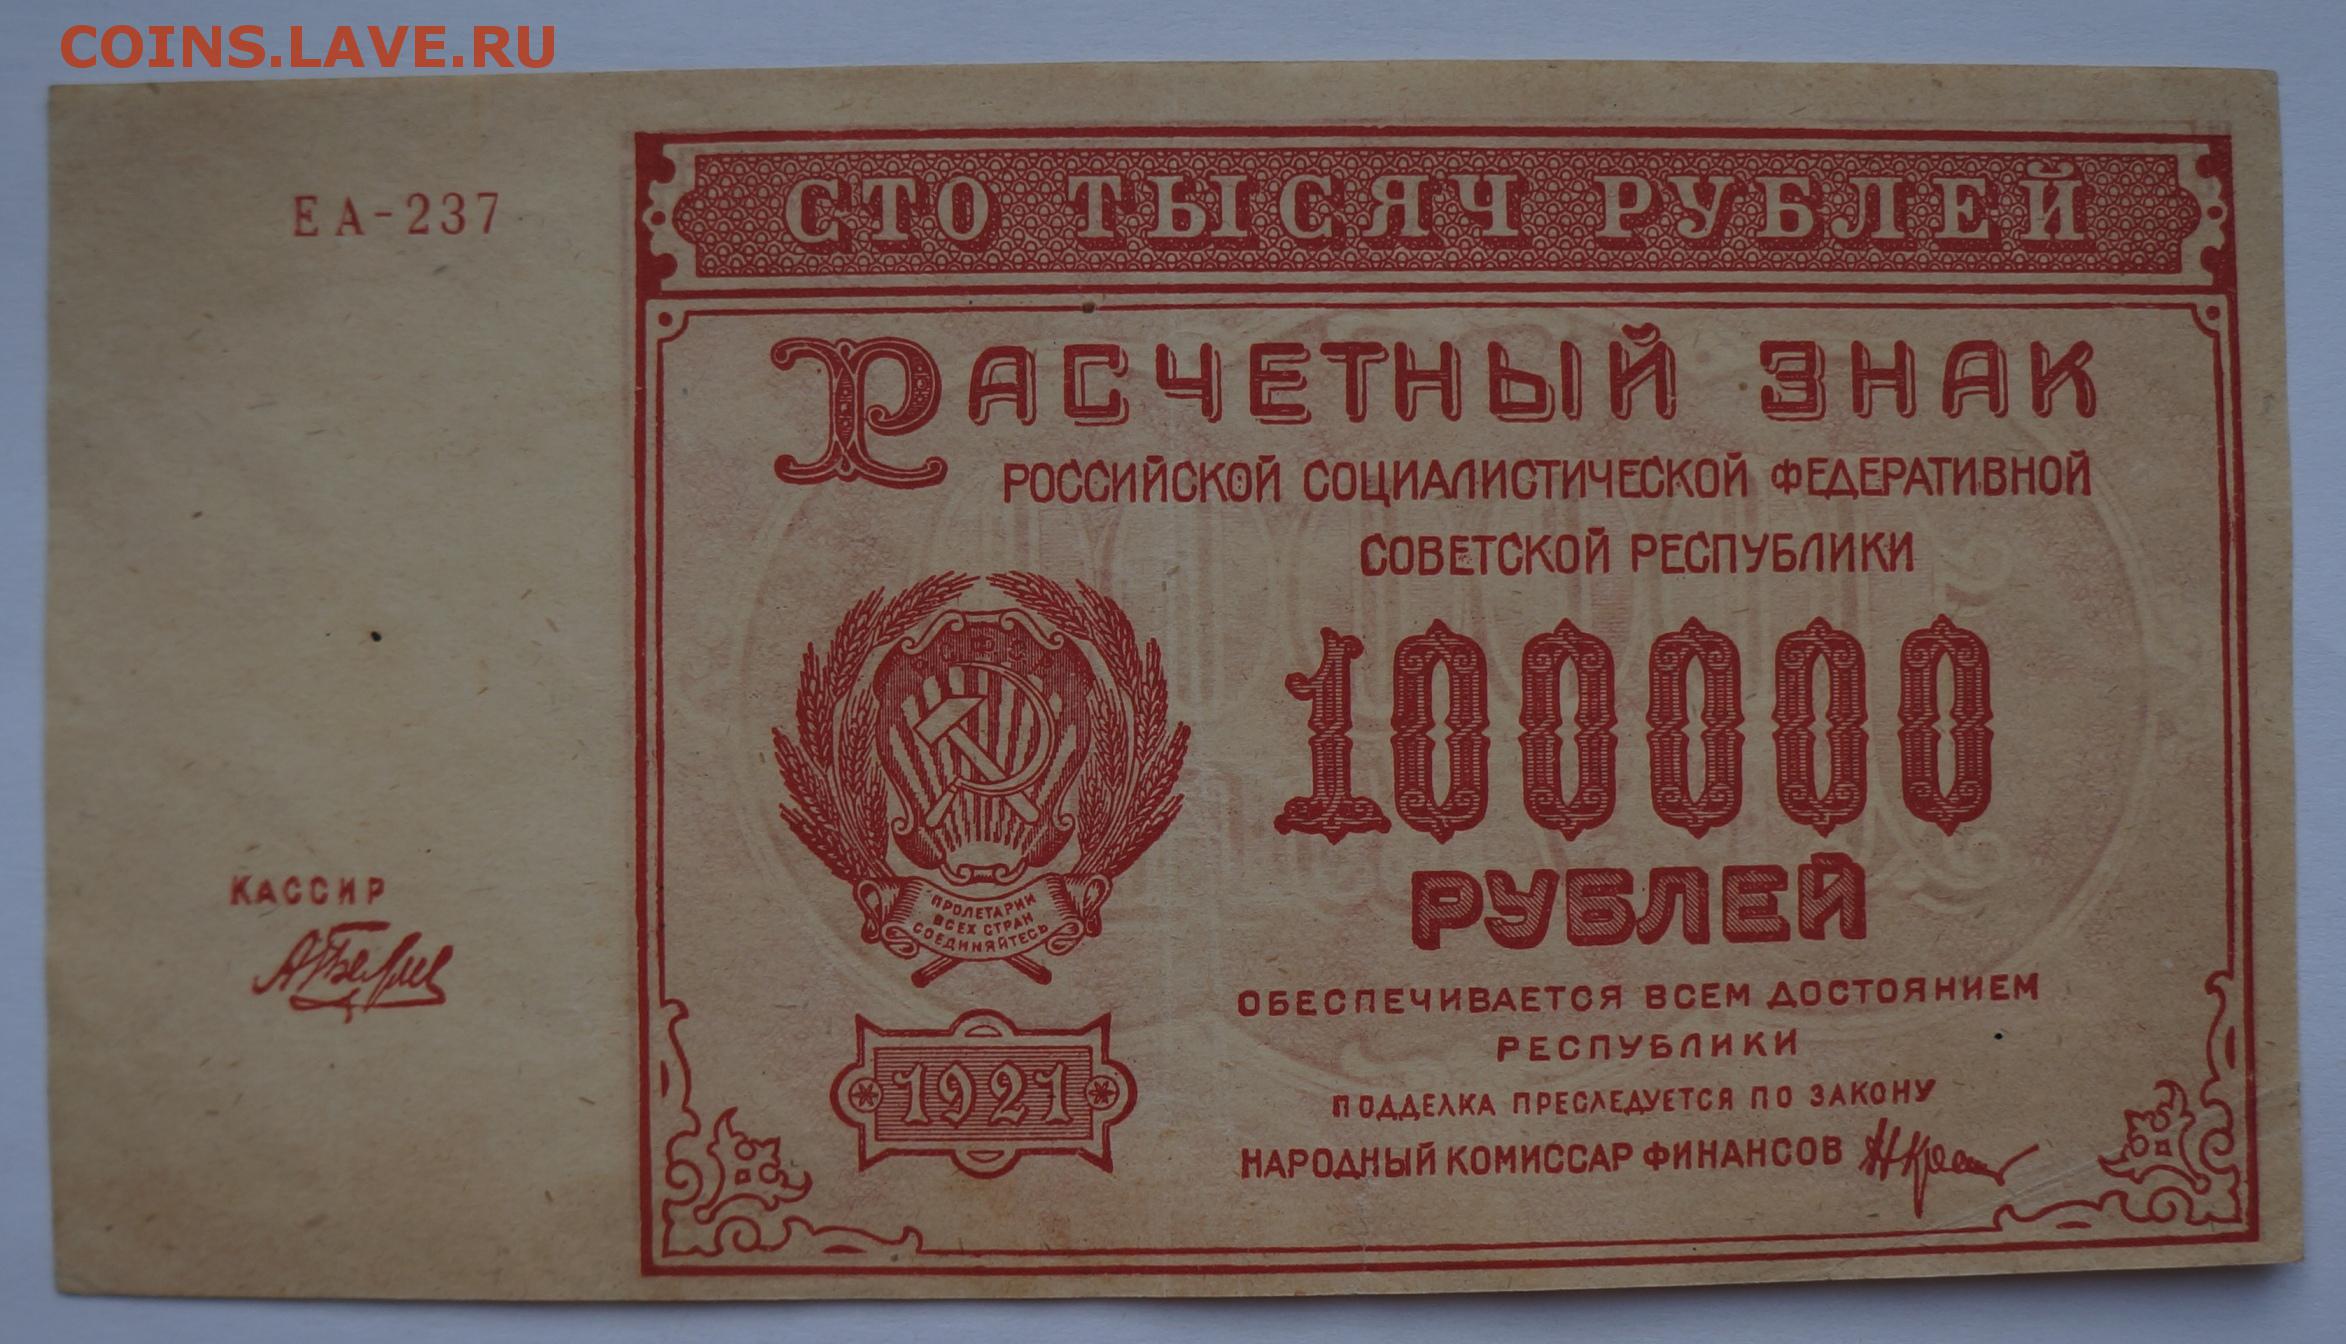 COINS.LAVE.RU
ЕА-237
СТО ТЫСЯЧ РУБЛЕЙ
РАСЧЕТНЫЙ ЗНАК
РОССИЙСКОЙ СОЦИАЛИСТИЧЕСКОЙ ФЕДЕРАТИВНОЙ
СОВЕТСКОЙ РЕСПУБЛИКИ
100000
РУБЛЕЙ
ПРОЛЕТАРИИ
ВСЕХ СТРАН
СОЕДИНЯЙТЕСЬ
КАССИР
ОБЕСПЕЧИВАЕТСЯ ВСЕМ ДОСТОЯНИЕМ
РЕСПУБЛИКИ
1921
ПОДДЕЛКА ПРЕСЛЕДУЕТСЯ ПО ЗАКОНУ
НАРОДНЫЙ КОМИССАР ФИНАНСОВ